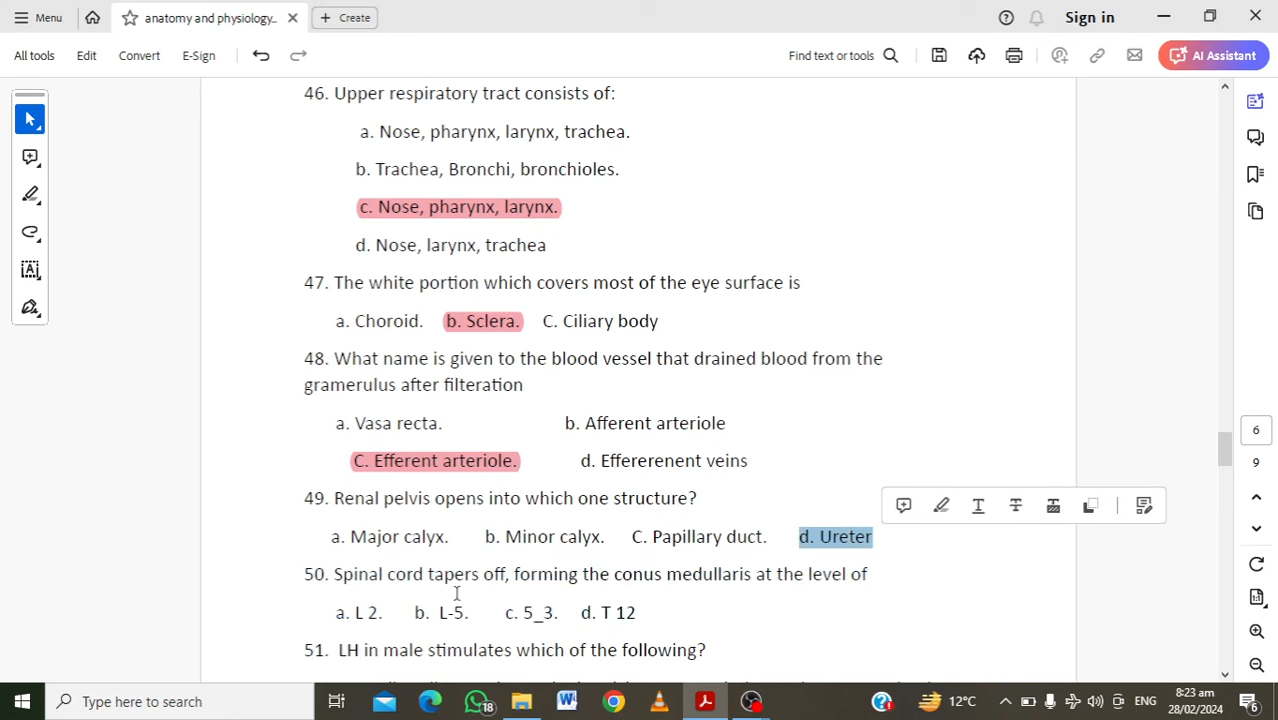 Menu
anatomy and physiology...
Create
Sign in
All tools
Edit
Convert
E-Sign
Find text or tools
AI Assistant
46. Upper respiratory tract consists of:
a. Nose, pharynx, larynx, trachea.
b. Trachea, Bronchi, bronchioles.
c. Nose, pharynx, larynx.
d. Nose, larynx, trachea
47. The white portion which covers most of the eye surface is
a. Choroid. b. Sclera. C. Ciliary body
48. What name is given to the blood vessel that drained blood from the
gramerulus after filteration
a. Vasa recta. b. Afferent arteriole
C. Efferent arteriole. d. Effererenent veins
49. Renal pelvis opens into which one structure?
a. Major calyx. b. Minor calyx. C. Papillary duct. d. Ureter
50. Spinal cord tapers off, forming the conus medullaris at the level of
a. L 2. b. L-5. c. 5_3. d. T 12
51. LH in male stimulates which of the following?
6
9
Type here to search
18
12°C
ENG
8:23 am
28/02/2024
6